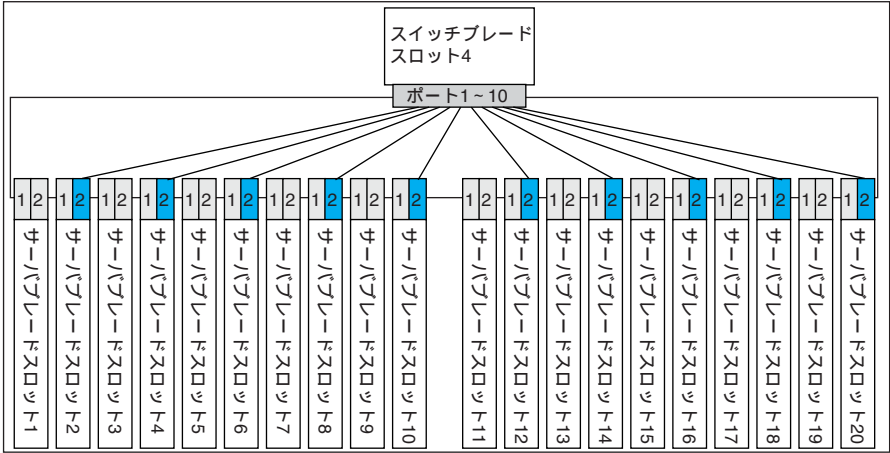 スイッチブレード
スロット4
ポート1~10
1 2 1 2 1 2 1 2 1 2 1 2 1 2 1 2 1 2 1 2 1 2 1 2 1 2 1 2 1 2 1 2 1 2 1 2 1 2 1 2
サーバブレードスロット1
サーバブレードスロット2
サーバブレードスロット3
サーバブレードスロット4
サーバブレードスロット5
サーバブレードスロット6
サーバブレードスロット7
サーバブレードスロット8
サーバブレードスロット9
サーバブレードスロット10
サーバブレードスロット11
サーバブレードスロット12
サーバブレードスロット13
サーバブレードスロット14
サーバブレードスロット15
サーバブレードスロット16
サーバブレードスロット17
サーバブレードスロット18
サーバブレードスロット19
サーバブレードスロット20